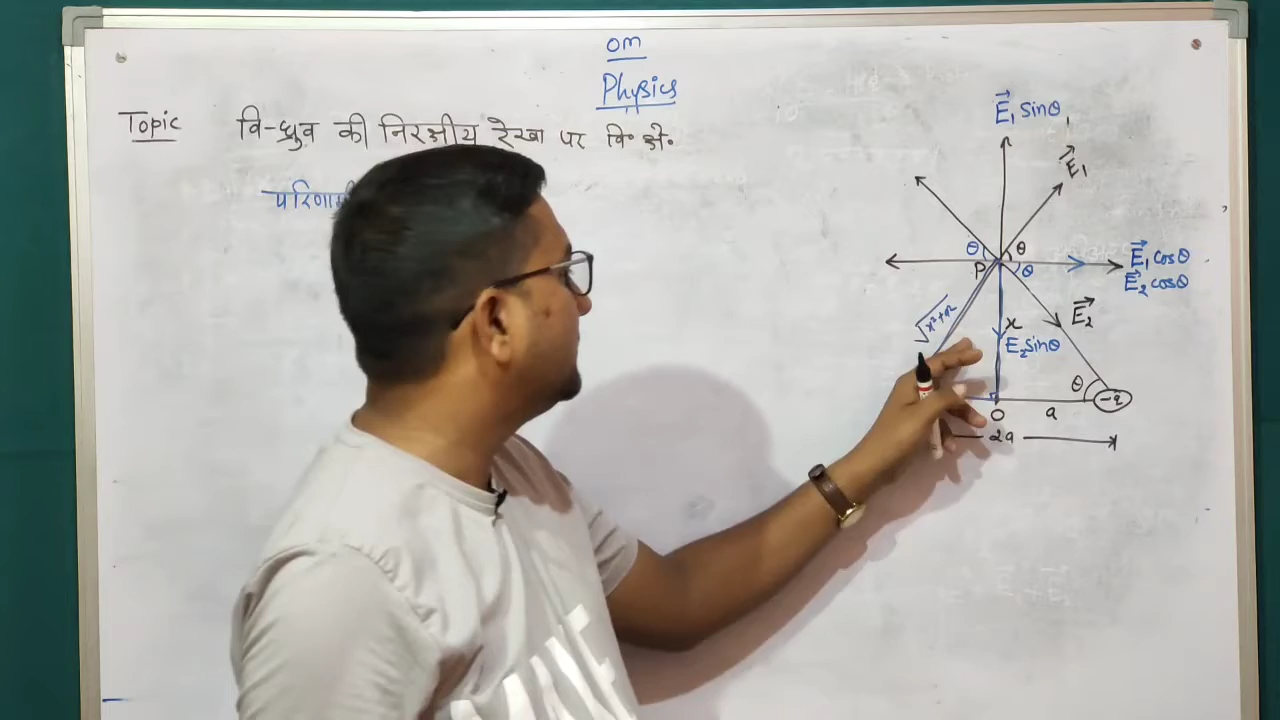 om
Physics
Topic वि-ध्रुव की निरक्षीय रेखा पर वि॰ क्षे॰
परिणामी
E₁ sinθ
E₁
θ θ
P θ
E₁ cosθ
E₂ cosθ
√x²+a²
x
E₂
E₂ sinθ
θ
-q
O a
2a